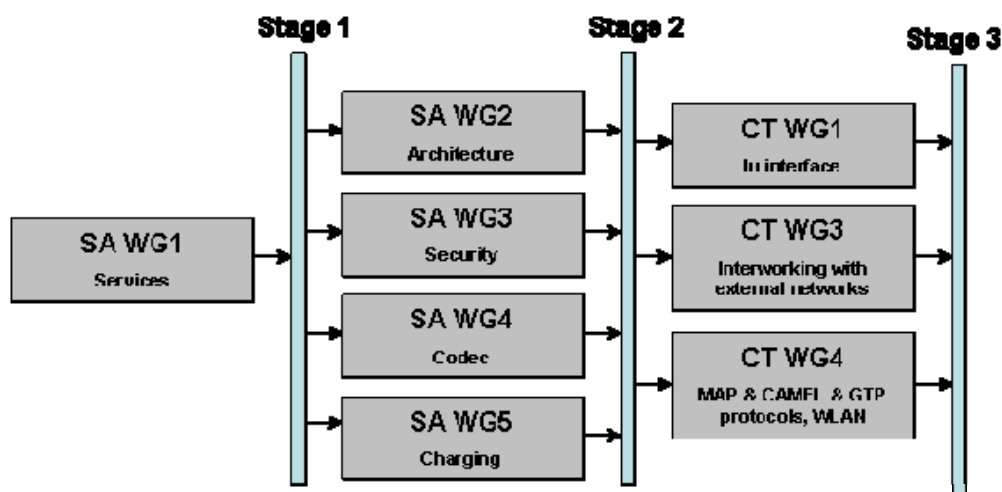 Stage 1
Stage 2
Stage 3
SA WG1
Services
SA WG2
Architecture
SA WG3
Security
SA WG4
Codec
SA WG5
Charging
CT WG1
Iu interface
CT WG3
Interworking with
external networks
CT WG4
MAP & CAMEL & GTP
protocols, WLAN